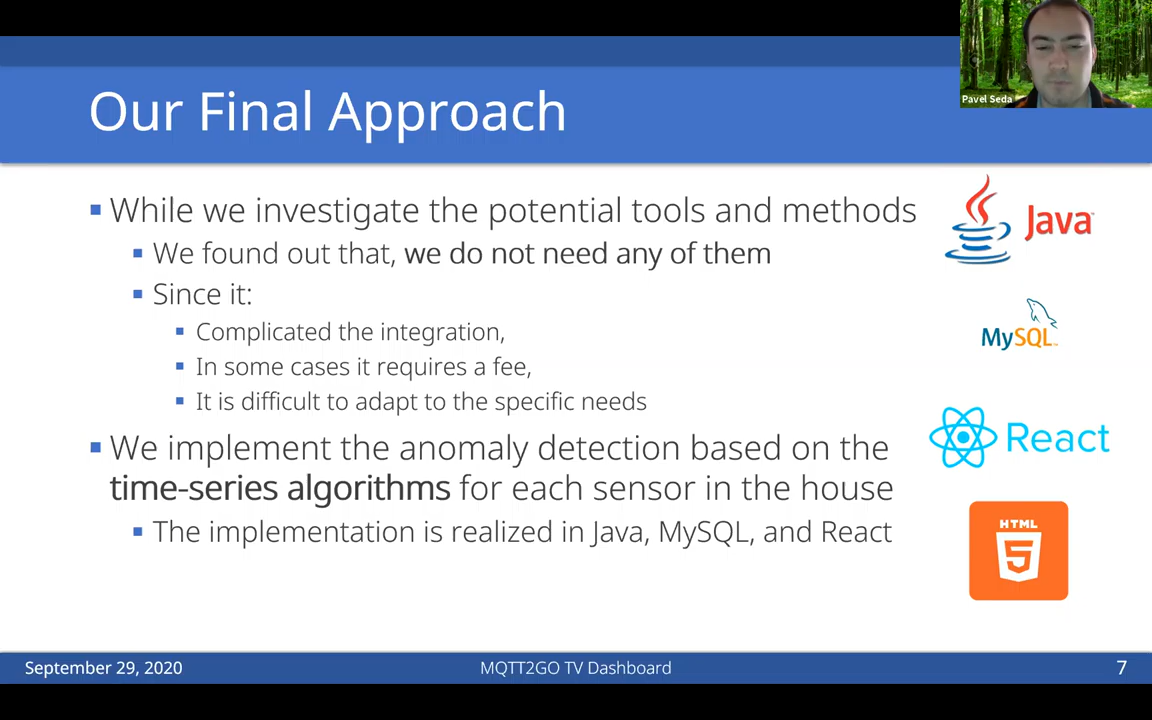 Pavel Seda
Our Final Approach
While we investigate the potential tools and methods
We found out that, we do not need any of them
Since it:
Complicated the integration,
In some cases it requires a fee,
It is difficult to adapt to the specific needs
We implement the anomaly detection based on the
time-series algorithms for each sensor in the house
The implementation is realized in Java, MySQL, and React
Java
MySQL
React
HTML
5
September 29, 2020
MQTT2GO TV Dashboard
7